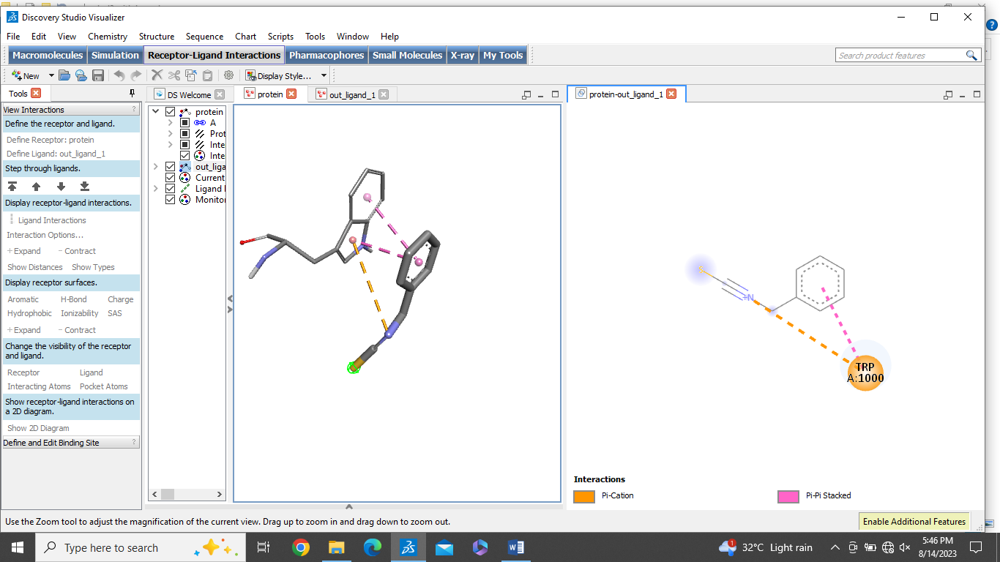 Discovery Studio Visualizer
File Edit View Chemistry Structure Sequence Chart Scripts Tools Window Help
Macromolecules Simulation Receptor-Ligand Interactions Pharmacophores Small Molecules X-ray My Tools
Search product features
New Display Style...
Tools
DS Welcome protein out_ligand_1
protein-out_ligand_1
View Interactions ?
Define the receptor and ligand.
Define Receptor: protein
Define Ligand: out_ligand_1
Step through ligands.
Display receptor-ligand interactions.
Ligand Interactions
Interaction Options...
+ Expand - Contract
Show Distances Show Types
Display receptor surfaces.
Aromatic H-Bond Charge
Hydrophobic Ionizability SAS
+ Expand - Contract
Change the visibility of the receptor
and ligand.
Receptor Ligand
Interacting Atoms Pocket Atoms
Show receptor-ligand interactions on
a 2D diagram.
Show 2D Diagram
Define and Edit Binding Site ?
protein
A
Prot
Inte
Inte
out_liga
Current
Ligand
Monitor
S
+N
TRP
A:1000
Interactions
Pi-Cation
Pi-Pi Stacked
Use the Zoom tool to adjust the magnification of the current view. Drag up to zoom in and drag down to zoom out.
Enable Additional Features
Type here to search
1
32°C Light rain
5:46 PM
8/14/2023